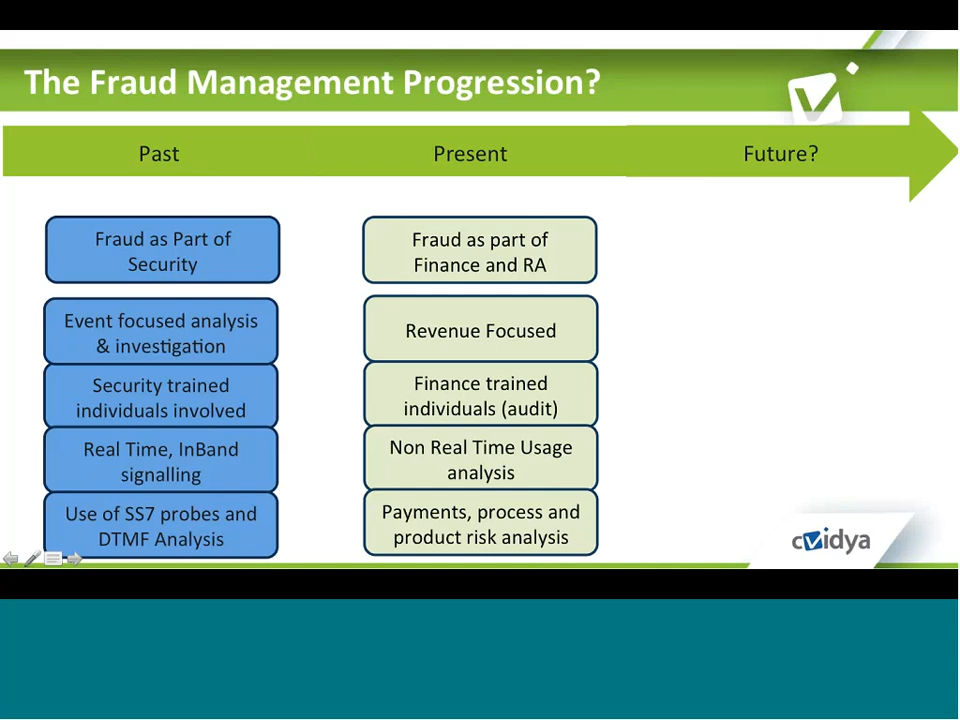 The Fraud Management Progression?
Past
Present
Future?
Fraud as Part of
Security
Event focused analysis
& investigation
Security trained
individuals involved
Real Time, InBand
signalling
Use of SS7 probes and
DTMF Analysis
Fraud as part of
Finance and RA
Revenue Focused
Finance trained
individuals (audit)
Non Real Time Usage
analysis
Payments, process and
product risk analysis
cvidya